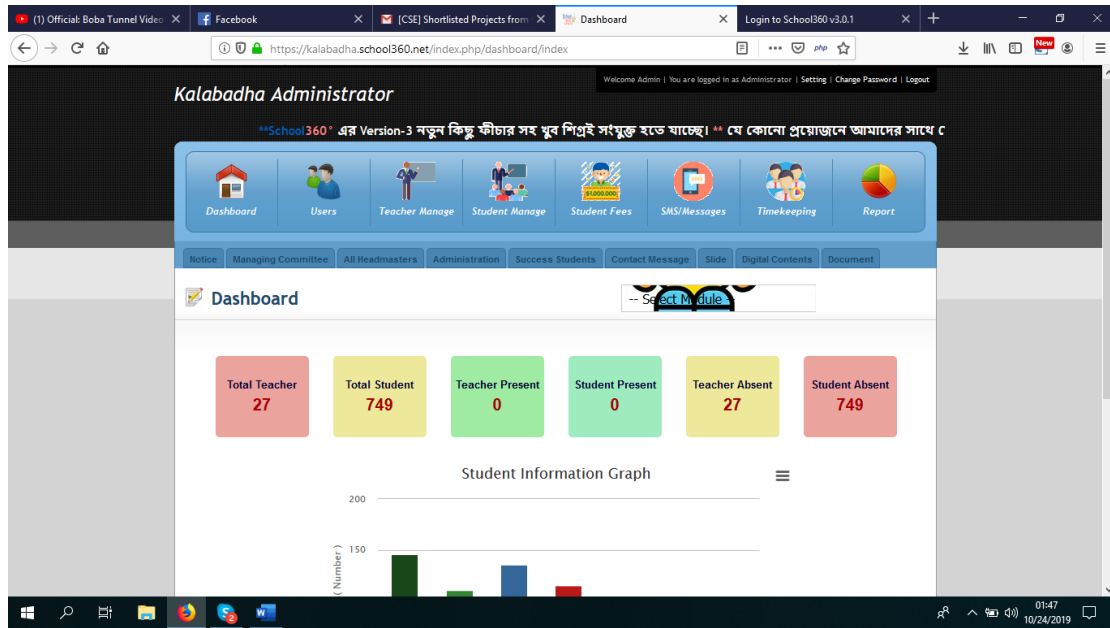 (1) Official: Boba Tunnel Video
Facebook
[CSE] Shortlisted Projects from
Dashboard
Login to School360 v3.0.1
https://kalabadha.school360.net/index.php/dashboard/index
php
New
Welcome Admin | You are logged in as Administrator | Setting | Change Password | Logout
Kalabadha Administrator
**School360° এর Version-3 নতুন কিছু ফীচার সহ খুব শিগ্রই সংযুক্ত হতে যাচ্ছে। ** যে কোনো প্রয়োজনে আমাদের সাথে
$1,000,000
Dashboard Users Teacher Manage Student Manage Student Fees SMS/Messages Timekeeping Report
Notice Managing Committee All Headmasters Administration Success Students Contact Message Slide Digital Contents Document
Dashboard
-- Select Module --
Total Teacher Total Student Teacher Present Student Present Teacher Absent Student Absent
27 749 0 0 27 749
Student Information Graph
200
150
( Number )
01:47
10/24/2019